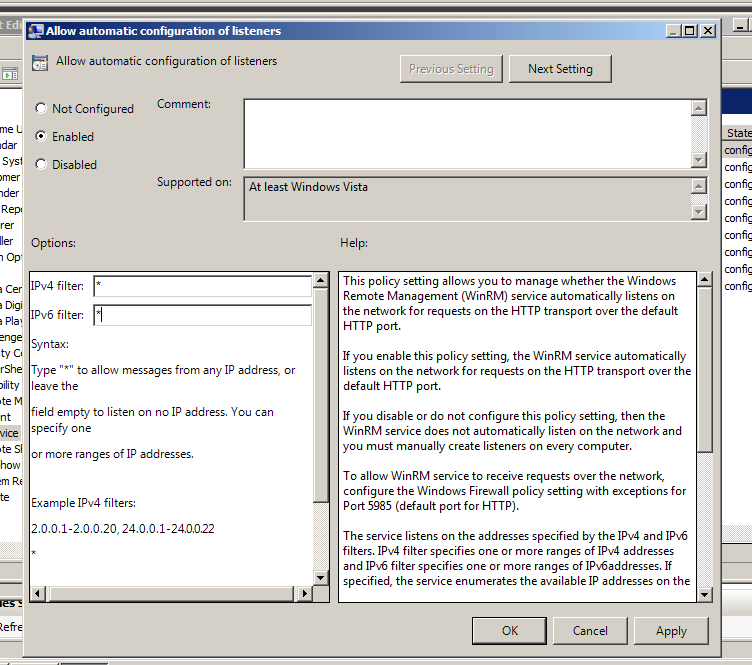 Allow automatic configuration of listeners
Allow automatic configuration of listeners
Previous Setting
Next Setting
Not Configured
Enabled
Disabled
Comment:
Supported on:
At least Windows Vista
Options:
Help:
IPv4 filter:
*
IPv6 filter:
*
Syntax:
Type "*" to allow messages from any IP address, or
leave the
field empty to listen on no IP address. You can
specify one
or more ranges of IP addresses.
Example IPv4 filters:
2.0.0.1-2.0.0.20, 24.0.0.1-24.0.0.22
*
This policy setting allows you to manage whether the Windows
Remote Management (WinRM) service automatically listens on
the network for requests on the HTTP transport over the default
HTTP port.
If you enable this policy setting, the WinRM service automatically
listens on the network for requests on the HTTP transport over the
default HTTP port.
If you disable or do not configure this policy setting, then the
WinRM service does not automatically listen on the network and
you must manually create listeners on every computer.
To allow WinRM service to receive requests over the network,
configure the Windows Firewall policy setting with exceptions for
Port 5985 (default port for HTTP).
The service listens on the addresses specified by the IPv4 and IPv6
filters. IPv4 filter specifies one or more ranges of IPv4 addresses
and IPv6 filter specifies one or more ranges of IPv6addresses. If
specified, the service enumerates the available IP addresses on the
OK
Cancel
Apply
State
config
config
config
config
config
config
config
config
config